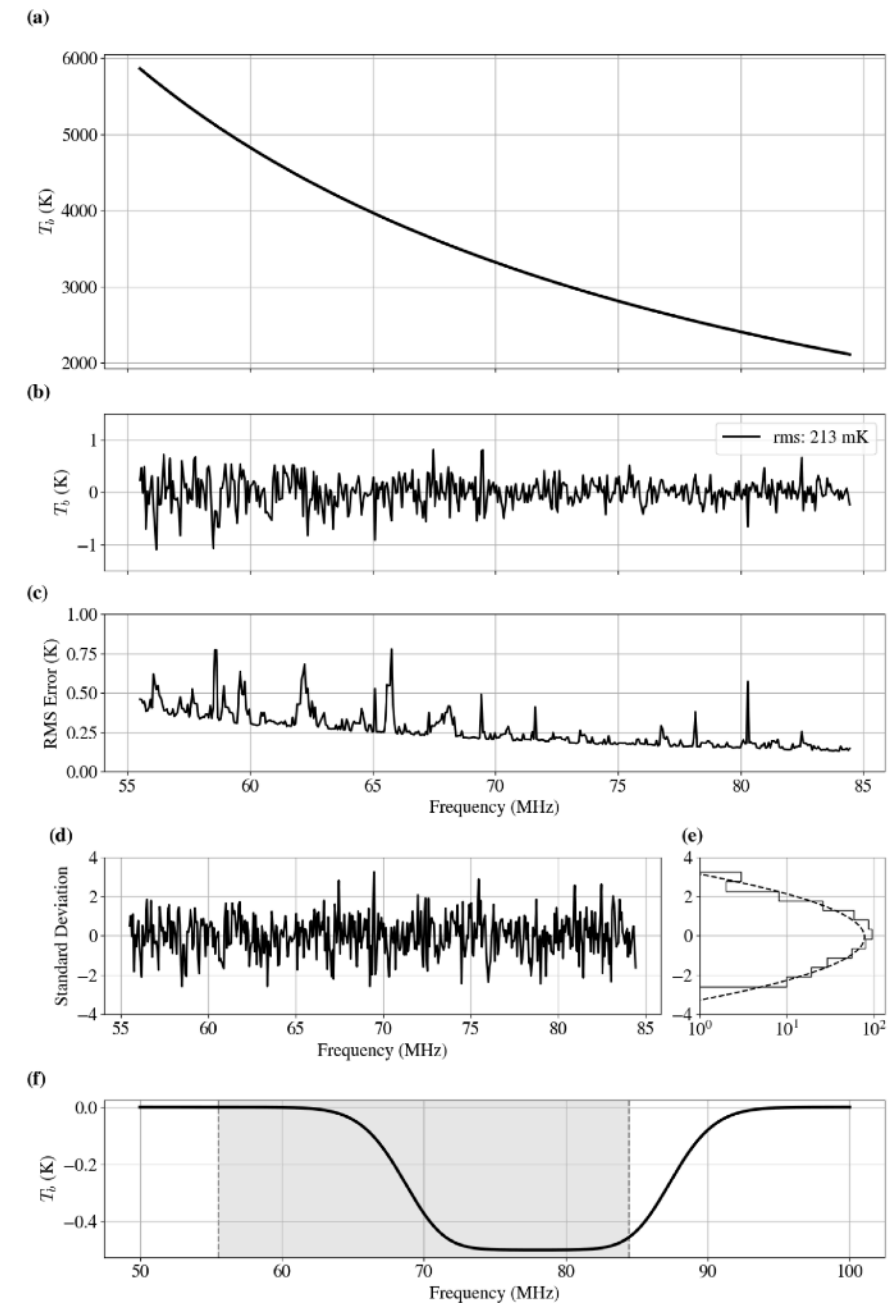 (a)
6000
5000
4000
3000
2000
T_b (K)
(b)
1
0
−1
T_b (K)
rms: 213 mK
(c)
1.00
0.75
0.50
0.25
0.00
RMS Error (K)
55 60 65 70 75 80 85
Frequency (MHz)
(d)
4
2
0
−2
−4
Standard Deviation
55 60 65 70 75 80 85
Frequency (MHz)
(e)
4
2
0
−2
−4
10^0 10^1 10^2
(f)
0.0
−0.2
−0.4
T_b (K)
50 60 70 80 90 100
Frequency (MHz)